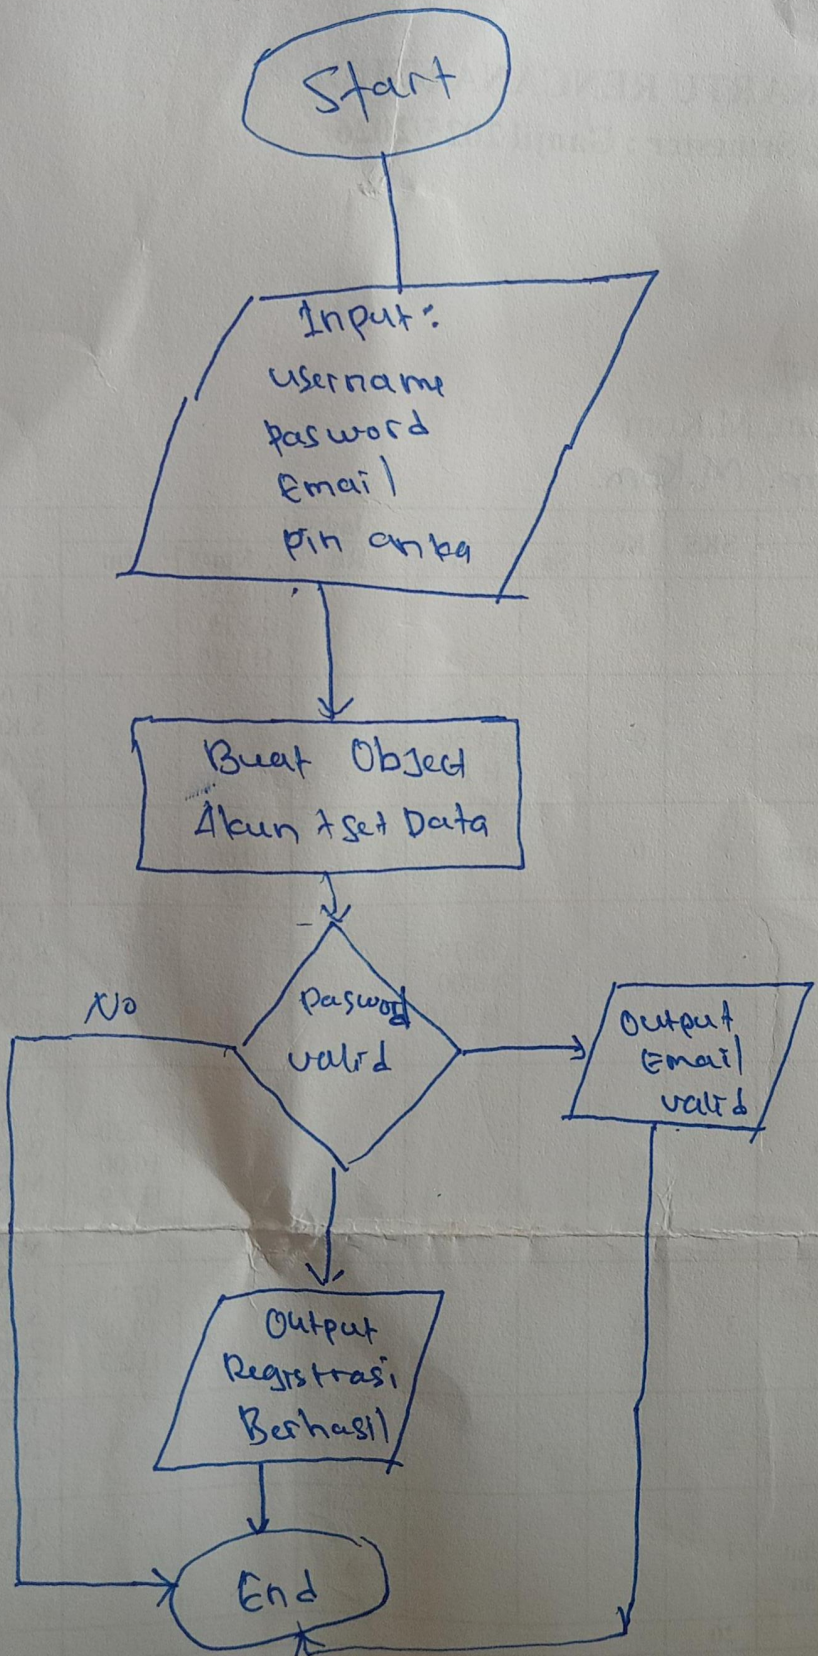 Start
Input:
username
pasword
Email
pin
Buat Object
Akun + set Data
pasword
valid
No
Output
Email
valid
Output
Registrasi
Berhasil
End